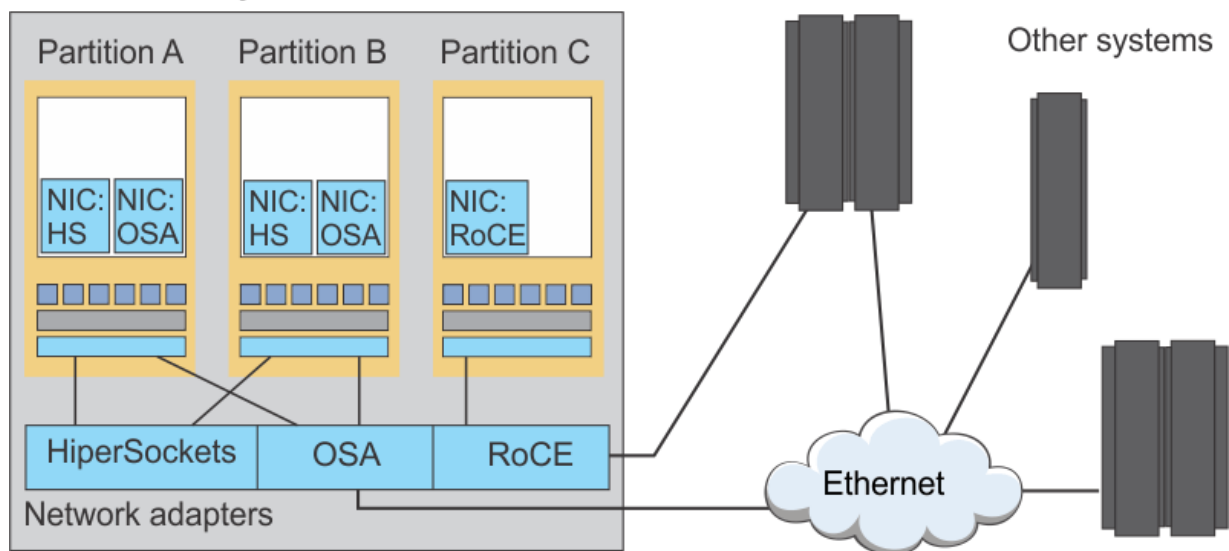 Partition A
Partition B
Partition C
Other systems
NIC:
HS
NIC:
OSA
NIC:
HS
NIC:
OSA
NIC:
RoCE
HiperSockets
OSA
RoCE
Ethernet
Network adapters